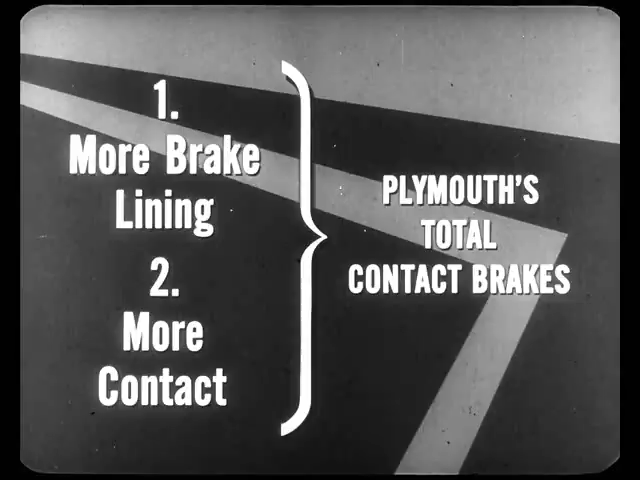 1.
More Brake
Lining
2.
More
Contact
PLYMOUTH'S
TOTAL
CONTACT BRAKES